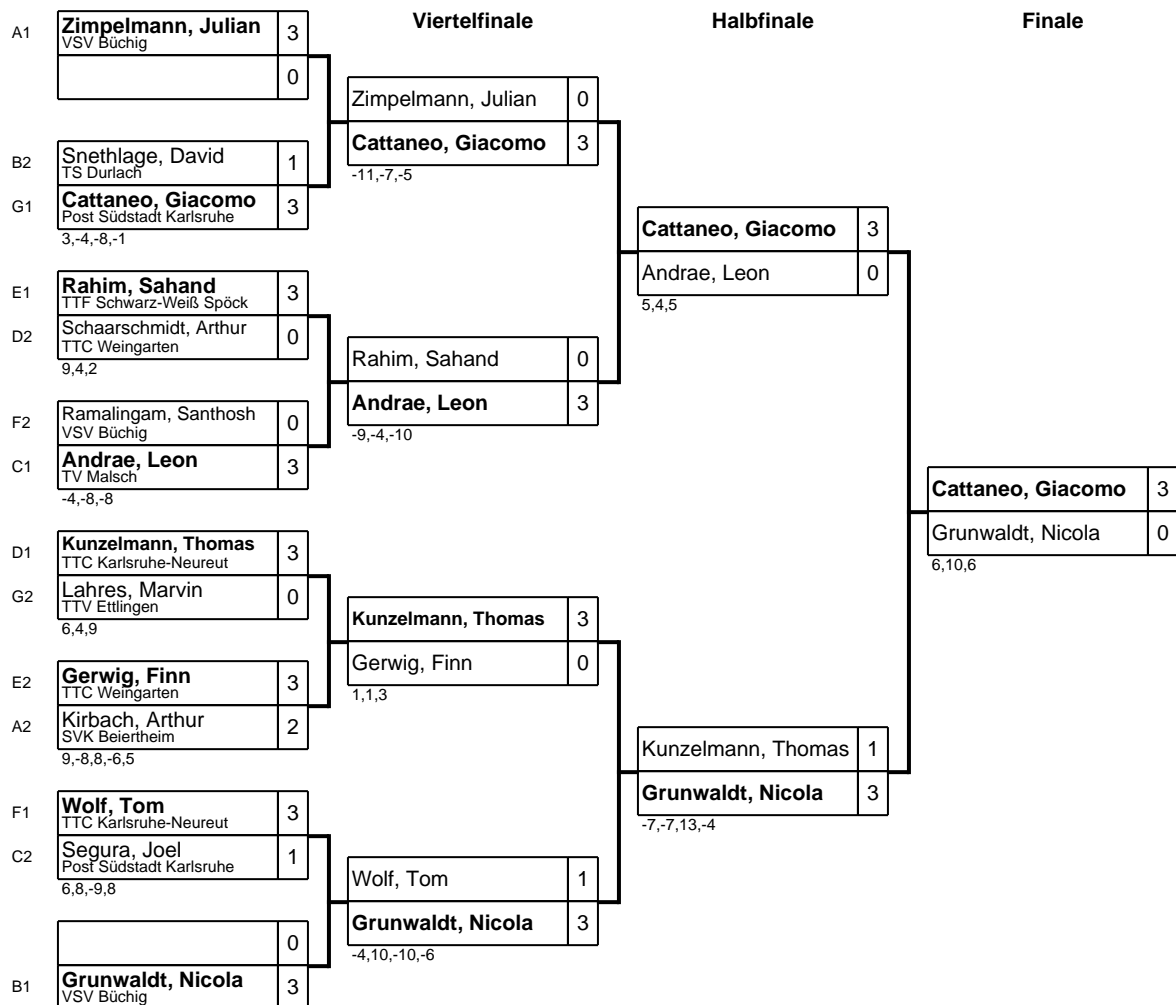 Viertelfinale
Halbfinale
Finale
A1 Zimpelmann, Julian 3
VSV Büchig
0
B2 Snethlage, David 1
TS Durlach
G1 Cattaneo, Giacomo 3
Post Südstadt Karlsruhe
3,-4,-8,-1
E1 Rahim, Sahand 3
TTF Schwarz-Weiß Spöck
D2 Schaarschmidt, Arthur 0
TTC Weingarten
9,4,2
F2 Ramalingam, Santhosh 0
VSV Büchig
C1 Andrae, Leon 3
TV Malsch
-4,-8,-8
D1 Kunzelmann, Thomas 3
TTC Karlsruhe-Neureut
G2 Lahres, Marvin 0
TTV Ettlingen
6,4,9
E2 Gerwig, Finn 3
TTC Weingarten
A2 Kirbach, Arthur 2
SVK Beiertheim
9,-8,8,-6,5
F1 Wolf, Tom 3
TTC Karlsruhe-Neureut
C2 Segura, Joel 1
Post Südstadt Karlsruhe
6,8,-9,8
0
B1 Grunwaldt, Nicola 3
VSV Büchig
Zimpelmann, Julian 0
Cattaneo, Giacomo 3
-11,-7,-5
Rahim, Sahand 0
Andrae, Leon 3
-9,-4,-10
Kunzelmann, Thomas 3
Gerwig, Finn 0
1,1,3
Wolf, Tom 1
Grunwaldt, Nicola 3
-4,10,-10,-6
Cattaneo, Giacomo 3
Andrae, Leon 0
5,4,5
Kunzelmann, Thomas 1
Grunwaldt, Nicola 3
-7,-7,13,-4
Cattaneo, Giacomo 3
Grunwaldt, Nicola 0
6,10,6